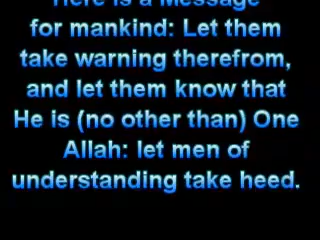 Here is a Message
for mankind: Let them
take warning therefrom,
and let them know that
He is (no other than) One
Allah: let men of
understanding take heed.